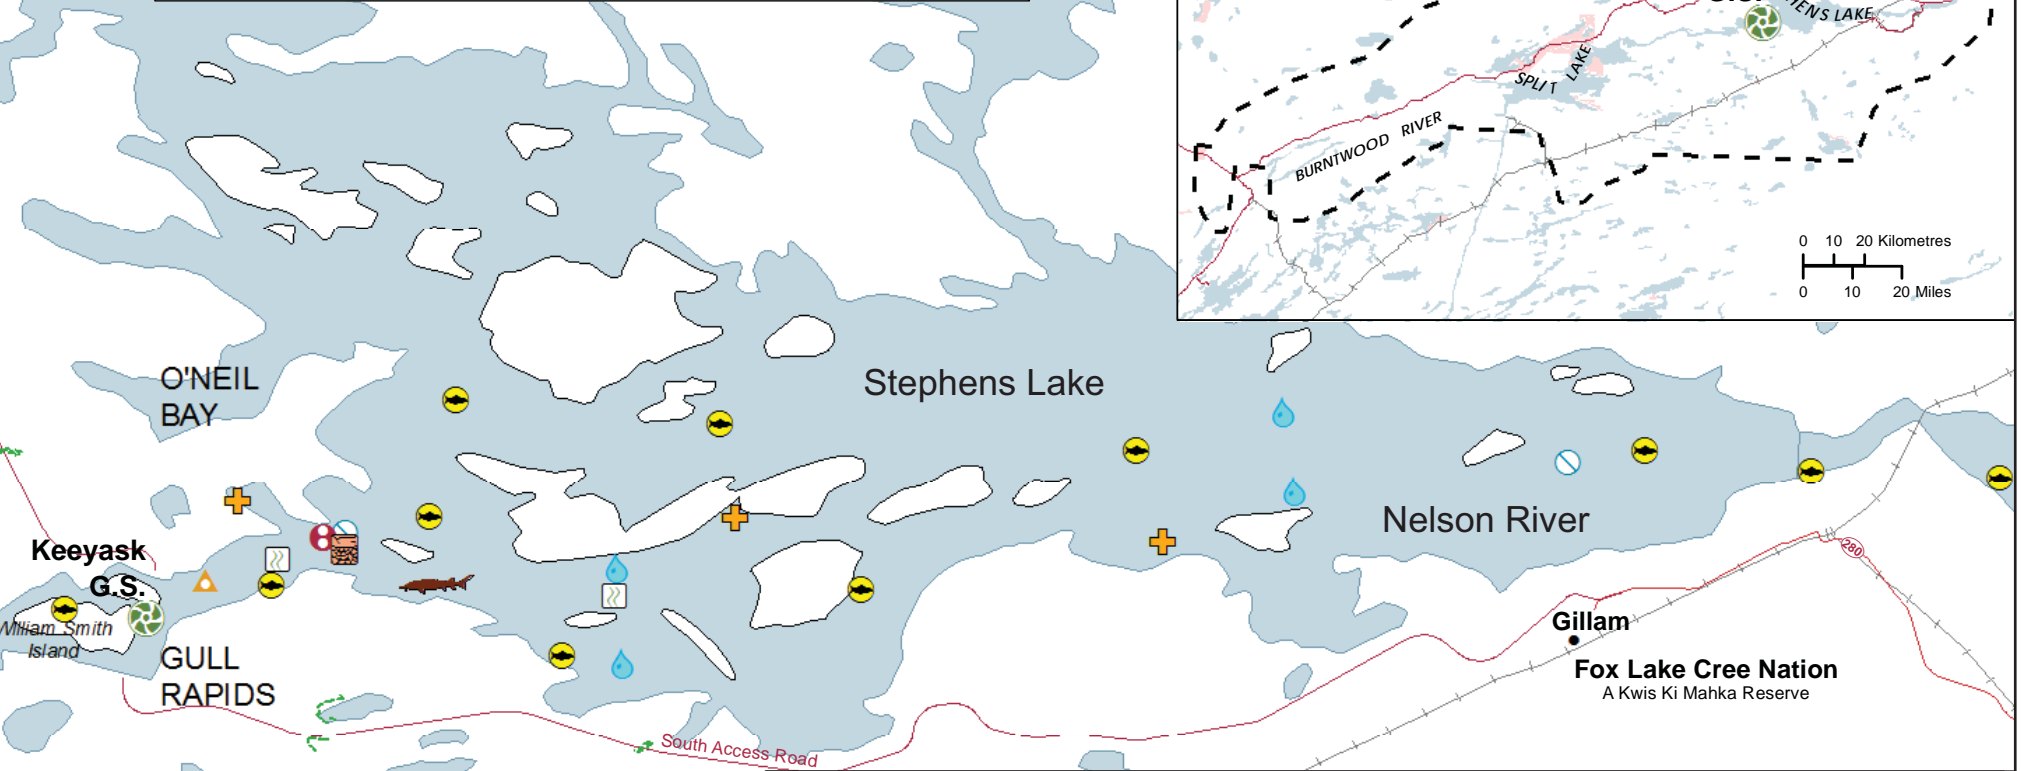 HENS LAKE
SPLIT LAKE
BURNTWOOD RIVER
0 10 20 Kilometres
0 10 20 Miles
O'NEIL
BAY
Stephens Lake
Nelson River
Keeyask
G.S.
William Smith
Island
GULL
RAPIDS
280
Gillam
Fox Lake Cree Nation
A Kwis Ki Mahka Reserve
South Access Road